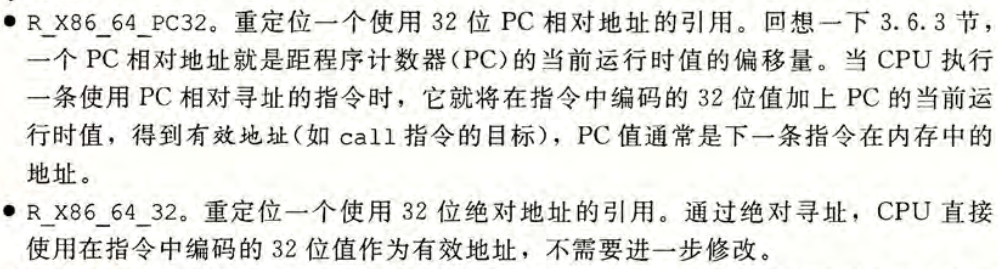 ● R_X86_64_PC32。重定位一个使用 32 位 PC 相对地址的引用。回想一下 3.6.3 节，
一个 PC 相对地址就是距程序计数器(PC)的当前运行时值的偏移量。当 CPU 执行
一条使用 PC 相对寻址的指令时，它就将在指令中编码的 32 位值加上 PC 的当前运
行时值，得到有效地址(如 call 指令的目标)，PC 值通常是下一条指令在内存中的
地址。
● R_X86_64_32。重定位一个使用 32 位绝对地址的引用。通过绝对寻址，CPU 直接
使用在指令中编码的 32 位值作为有效地址，不需要进一步修改。